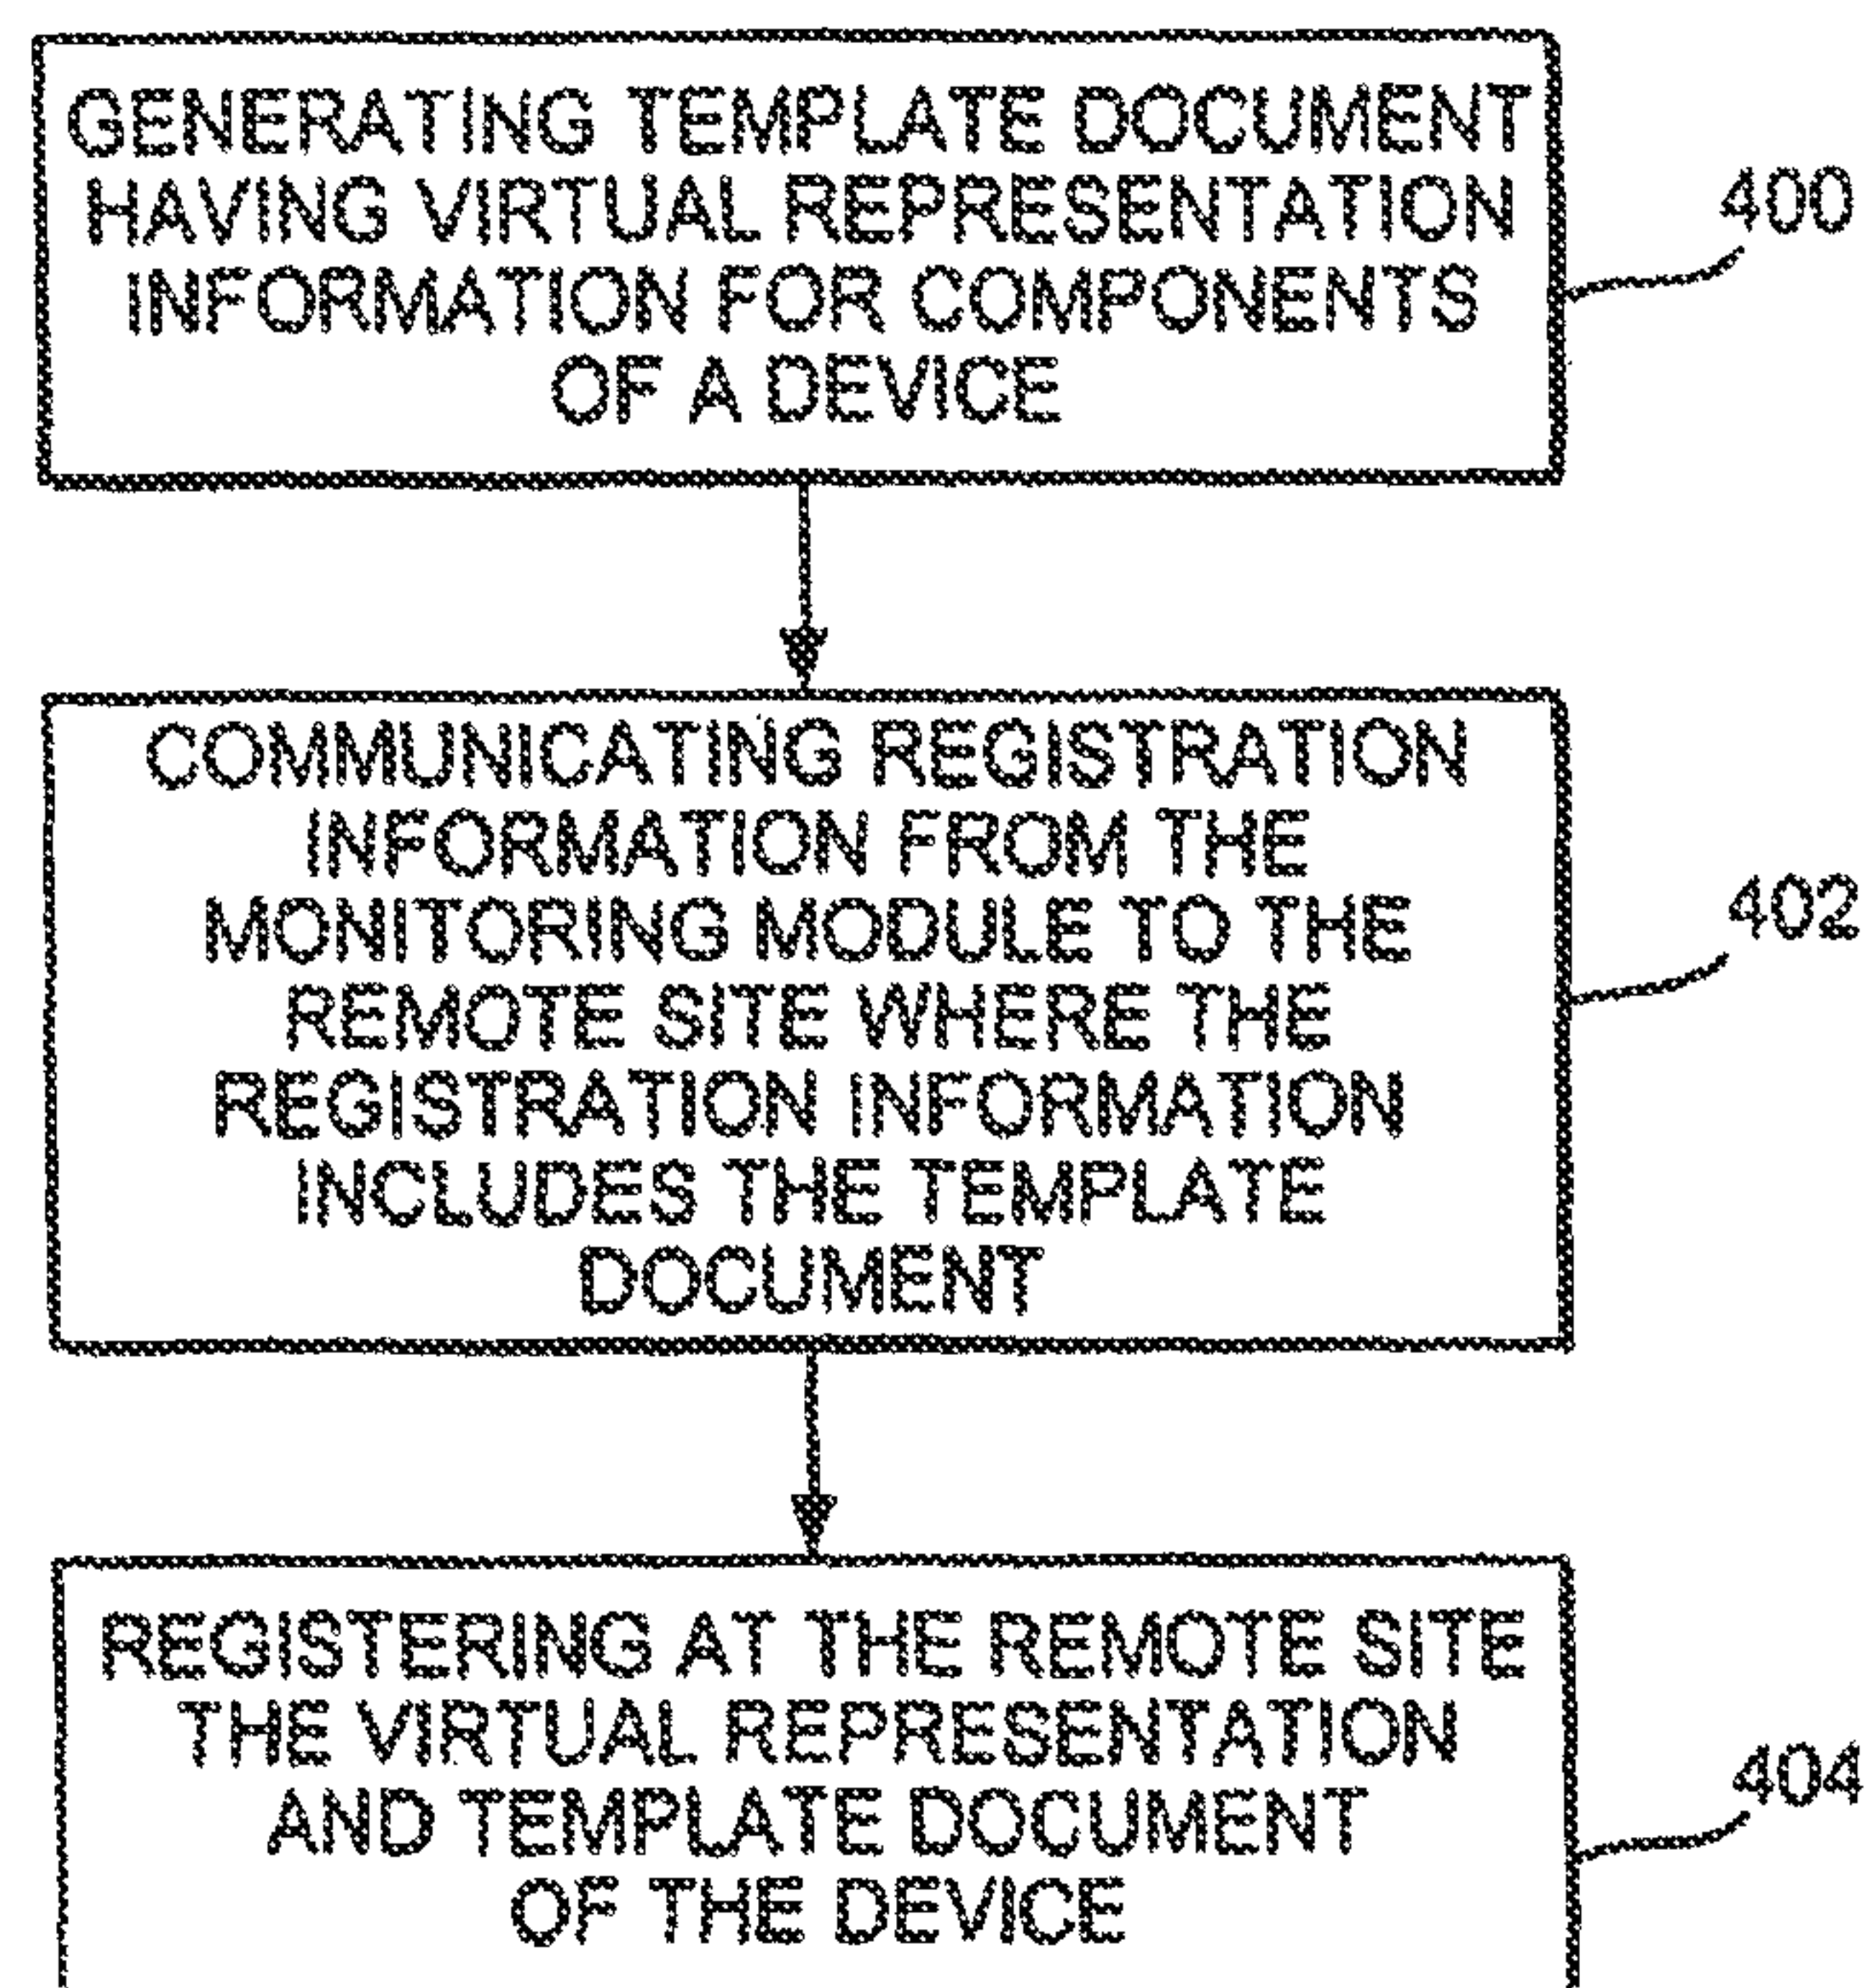 GENERATING TEMPLATE DOCUMENT
HAVING VIRTUAL REPRESENTATION
INFORMATION FOR COMPONENTS
OF A DEVICE
400
COMMUNICATING REGISTRATION
INFORMATION FROM THE
MONITORING MODULE TO THE
REMOTE SITE WHERE THE
REGISTRATION INFORMATION
INCLUDES THE TEMPLATE
DOCUMENT
402
REGISTERING AT THE REMOTE SITE
THE VIRTUAL REPRESENTATION
AND TEMPLATE DOCUMENT
OF THE DEVICE
404